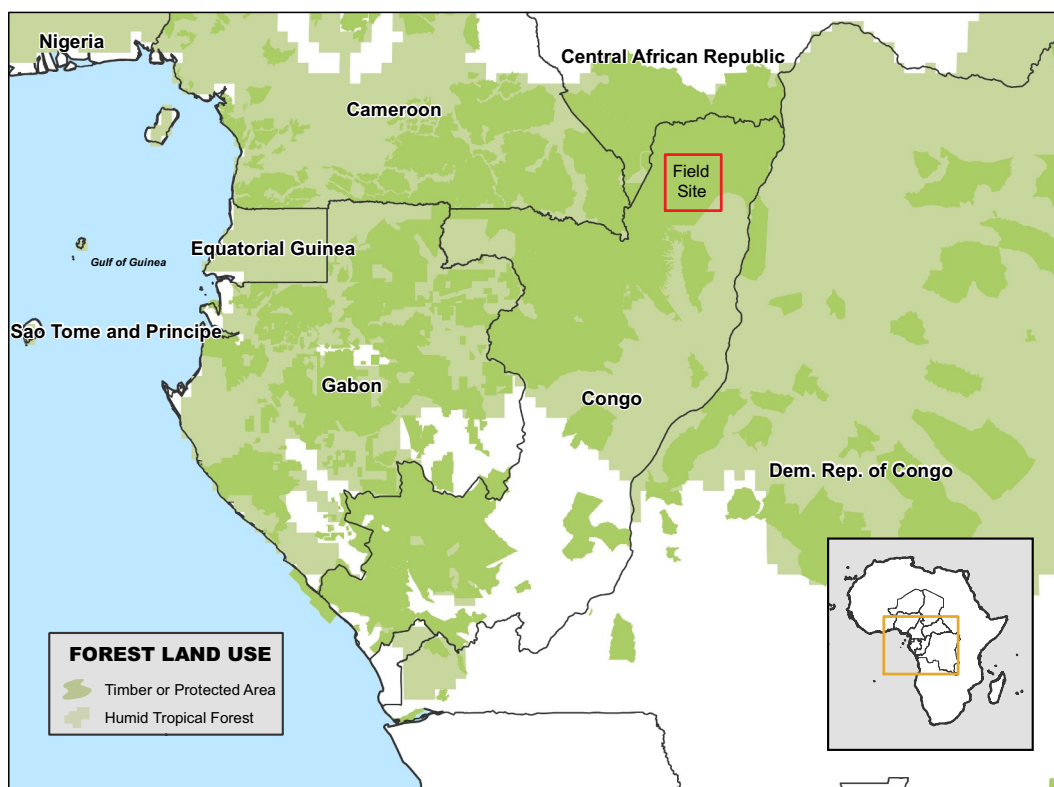 Nigeria
Central African Republic
Cameroon
Field
Site
Equatorial Guinea
Gulf of Guinea
Sao Tome and Principe
Gabon
Congo
Dem. Rep. of Congo
FOREST LAND USE
Timber or Protected Area
Humid Tropical Forest